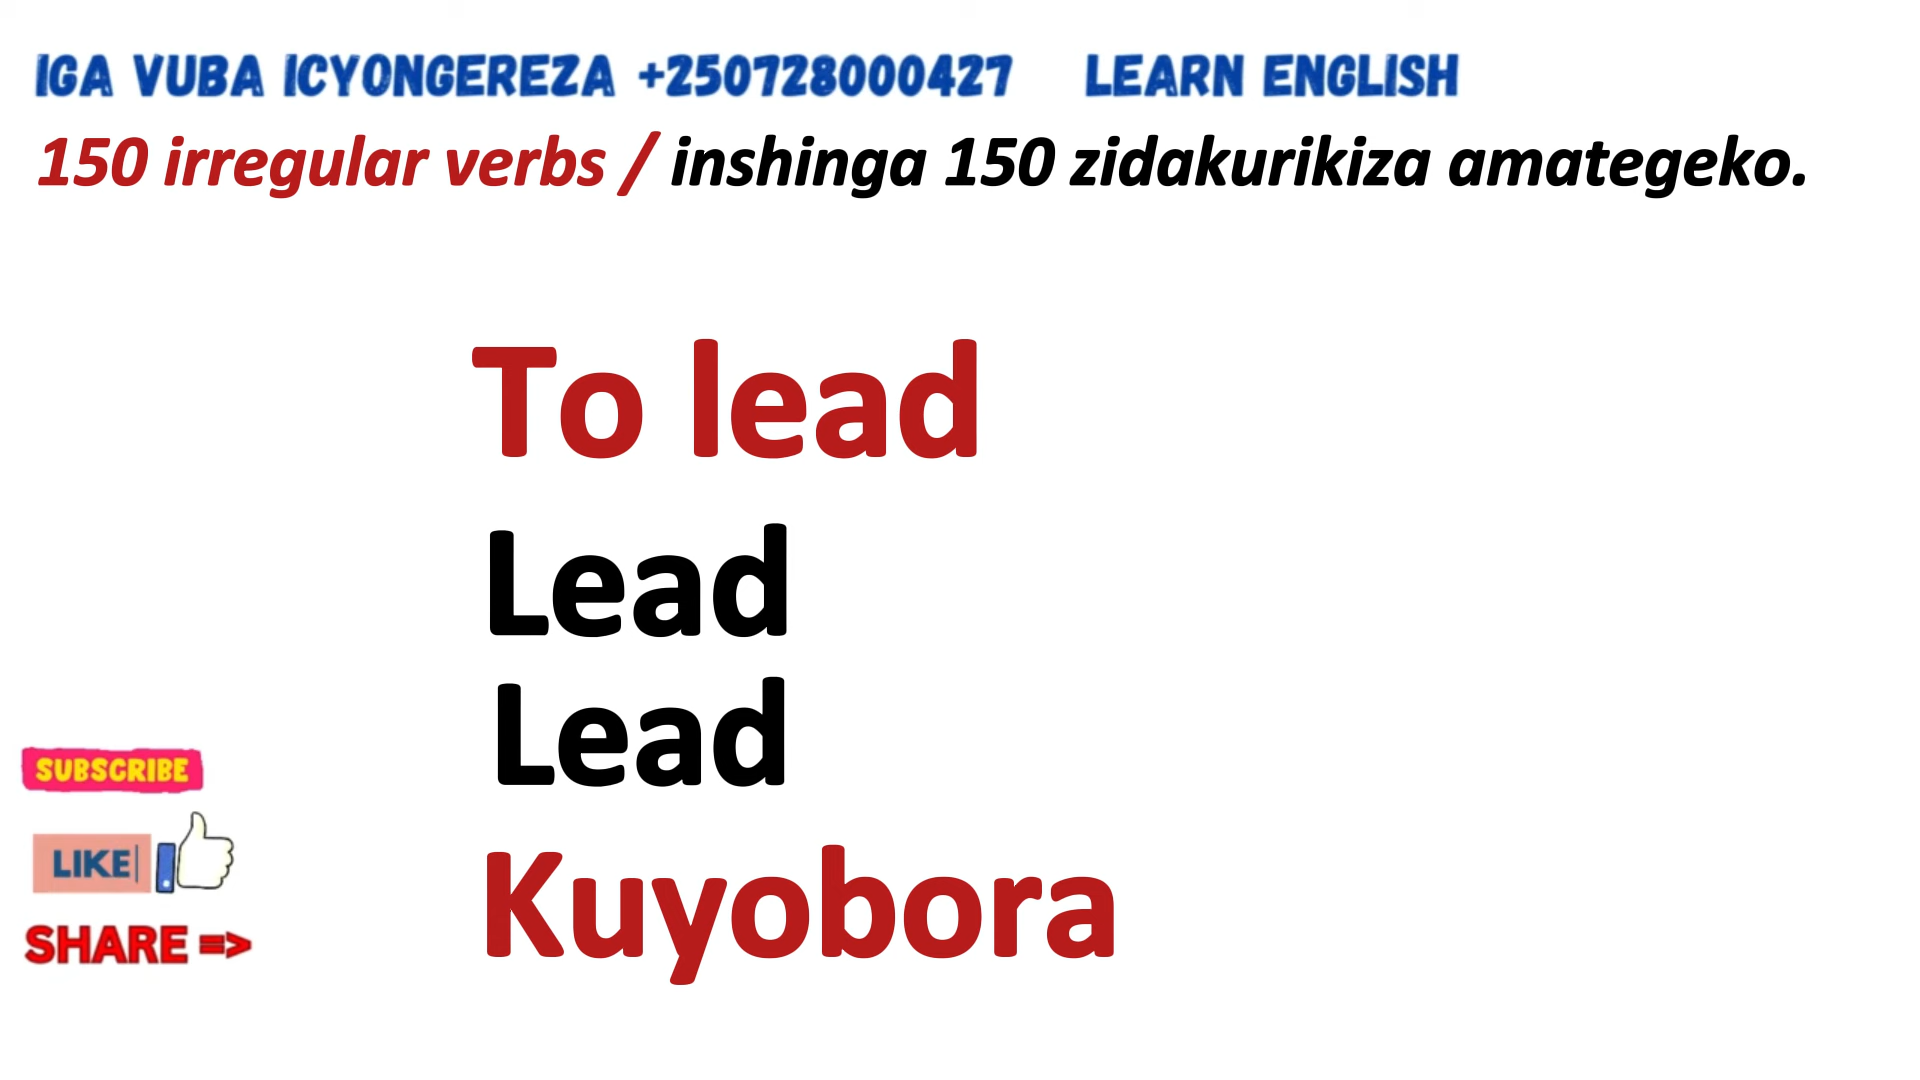 IGA VUBA ICYONGEREZA +250728000427 LEARN ENGLISH
150 irregular verbs / inshinga 150 zidakurikiza amategeko.
To lead
Lead
Lead
SUBSCRIBE
LIKE
Kuyobora
SHARE =>